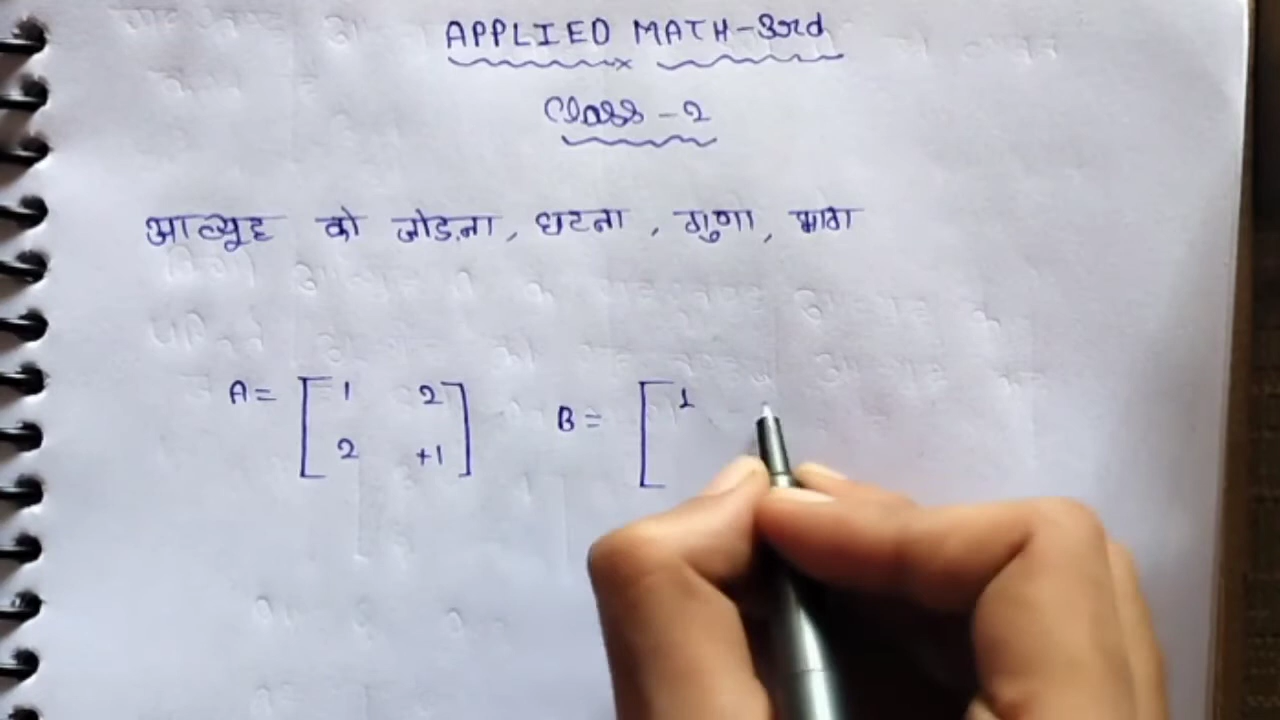 APPLIED MATH-3rd
Class-2
आव्यूह को जोड़ना, घटना, गुणा, भाग
A= [ 1 2
2 +1 ]
B= [ 1